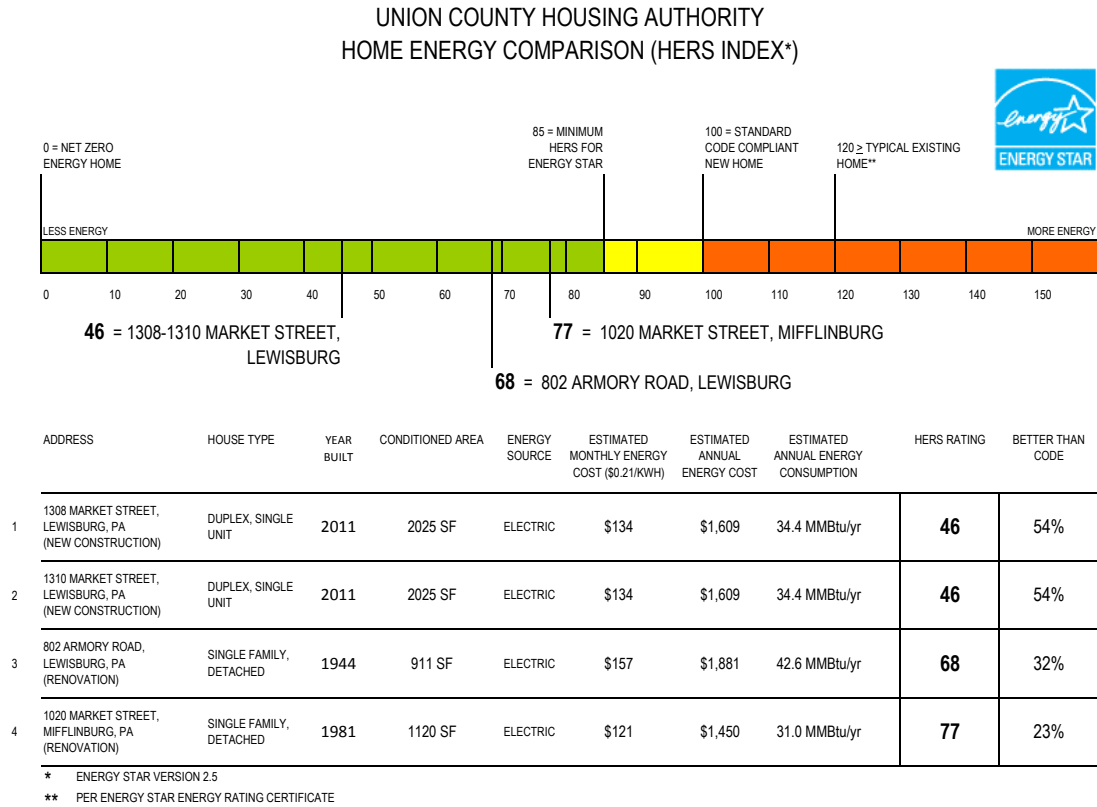 UNION COUNTY HOUSING AUTHORITY
HOME ENERGY COMPARISON (HERS INDEX*)
energy
ENERGY STAR
0 = NET ZERO
ENERGY HOME
85 = MINIMUM
HERS FOR
ENERGY STAR
100 = STANDARD
CODE COMPLIANT
NEW HOME
120 > TYPICAL EXISTING
HOME**
LESS ENERGY
MORE ENERGY
0 10 20 30 40 50 60 70 80 90 100 110 120 130 140 150
46 = 1308-1310 MARKET STREET,
LEWISBURG
77 = 1020 MARKET STREET, MIFFLINBURG
68 = 802 ARMORY ROAD, LEWISBURG
ADDRESS
HOUSE TYPE
YEAR
BUILT
CONDITIONED AREA
ENERGY
SOURCE
ESTIMATED
MONTHLY ENERGY
COST ($0.21/KWH)
ESTIMATED
ANNUAL
ENERGY COST
ESTIMATED
ANNUAL ENERGY
CONSUMPTION
HERS RATING
BETTER THAN
CODE
1
1308 MARKET STREET,
LEWISBURG, PA
(NEW CONSTRUCTION)
DUPLEX, SINGLE
UNIT
2011
2025 SF
ELECTRIC
$134
$1,609
34.4 MMBtu/yr
46
54%
2
1310 MARKET STREET,
LEWISBURG, PA
(NEW CONSTRUCTION)
DUPLEX, SINGLE
UNIT
2011
2025 SF
ELECTRIC
$134
$1,609
34.4 MMBtu/yr
46
54%
3
802 ARMORY ROAD,
LEWISBURG, PA
(RENOVATION)
SINGLE FAMILY,
DETACHED
1944
911 SF
ELECTRIC
$157
$1,881
42.6 MMBtu/yr
68
32%
4
1020 MARKET STREET,
MIFFLINBURG, PA
(RENOVATION)
SINGLE FAMILY,
DETACHED
1981
1120 SF
ELECTRIC
$121
$1,450
31.0 MMBtu/yr
77
23%
* ENERGY STAR VERSION 2.5
** PER ENERGY STAR ENERGY RATING CERTIFICATE